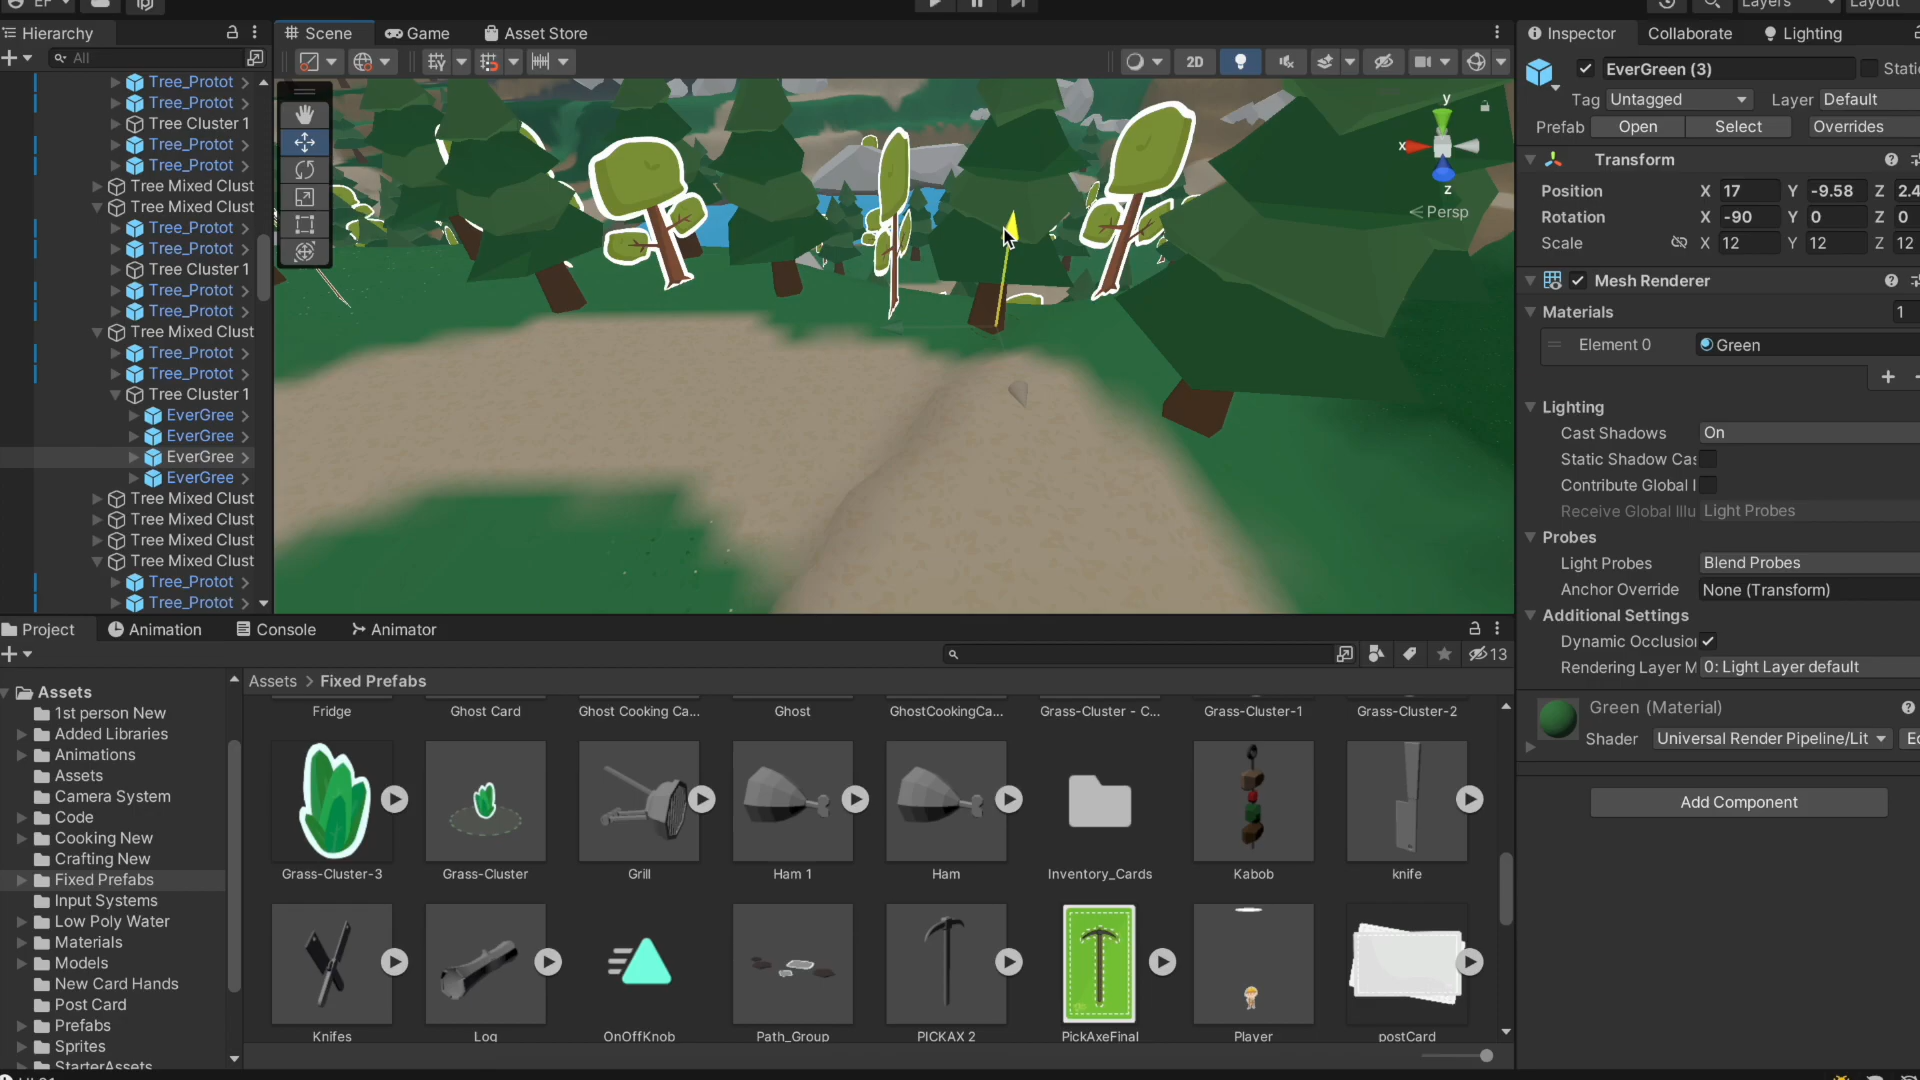 EF
Layers
Layout
Hierarchy
All
Tree_Protot
Tree_Protot
Tree Cluster 1
Tree_Protot
Tree_Protot
Tree Mixed Clust
Tree Mixed Clust
Tree_Protot
Tree_Protot
Tree Cluster 1
Tree_Protot
Tree_Protot
Tree Mixed Clust
Tree_Protot
Tree_Protot
Tree Cluster 1
EverGree
EverGree
EverGree
EverGree
Tree Mixed Clust
Tree Mixed Clust
Tree Mixed Clust
Tree Mixed Clust
Tree_Protot
Tree_Protot
Scene
Game
Asset Store
2D
y
x
z
Persp
Inspector
Collaborate
Lighting
EverGreen (3)
Static
Tag Untagged
Layer Default
Prefab Open Select Overrides
Transform
Position X 17 Y -9.58 Z 2.4
Rotation X -90 Y 0 Z 0
Scale X 12 Y 12 Z 12
Mesh Renderer
Materials 1
Element 0 Green
Lighting
Cast Shadows On
Static Shadow Cas
Contribute Global I
Receive Global Illu Light Probes
Probes
Light Probes Blend Probes
Anchor Override None (Transform)
Additional Settings
Dynamic Occlusion
Rendering Layer M 0: Light Layer default
Green (Material)
Shader Universal Render Pipeline/Lit
Add Component
Project
Animation
Console
Animator
13
Assets
1st person New
Added Libraries
Animations
Assets
Camera System
Code
Cooking New
Crafting New
Fixed Prefabs
Input Systems
Low Poly Water
Materials
Models
New Card Hands
Post Card
Prefabs
Sprites
StarterAssets
Assets > Fixed Prefabs
Fridge
Ghost Card
Ghost Cooking Ca...
Ghost
GhostCookingCa...
Grass-Cluster - C...
Grass-Cluster-1
Grass-Cluster-2
Grass-Cluster-3
Grass-Cluster
Grill
Ham 1
Ham
Inventory_Cards
Kabob
knife
Knifes
Log
OnOffKnob
Path_Group
PICKAX 2
PickAxeFinal
Player
postCard